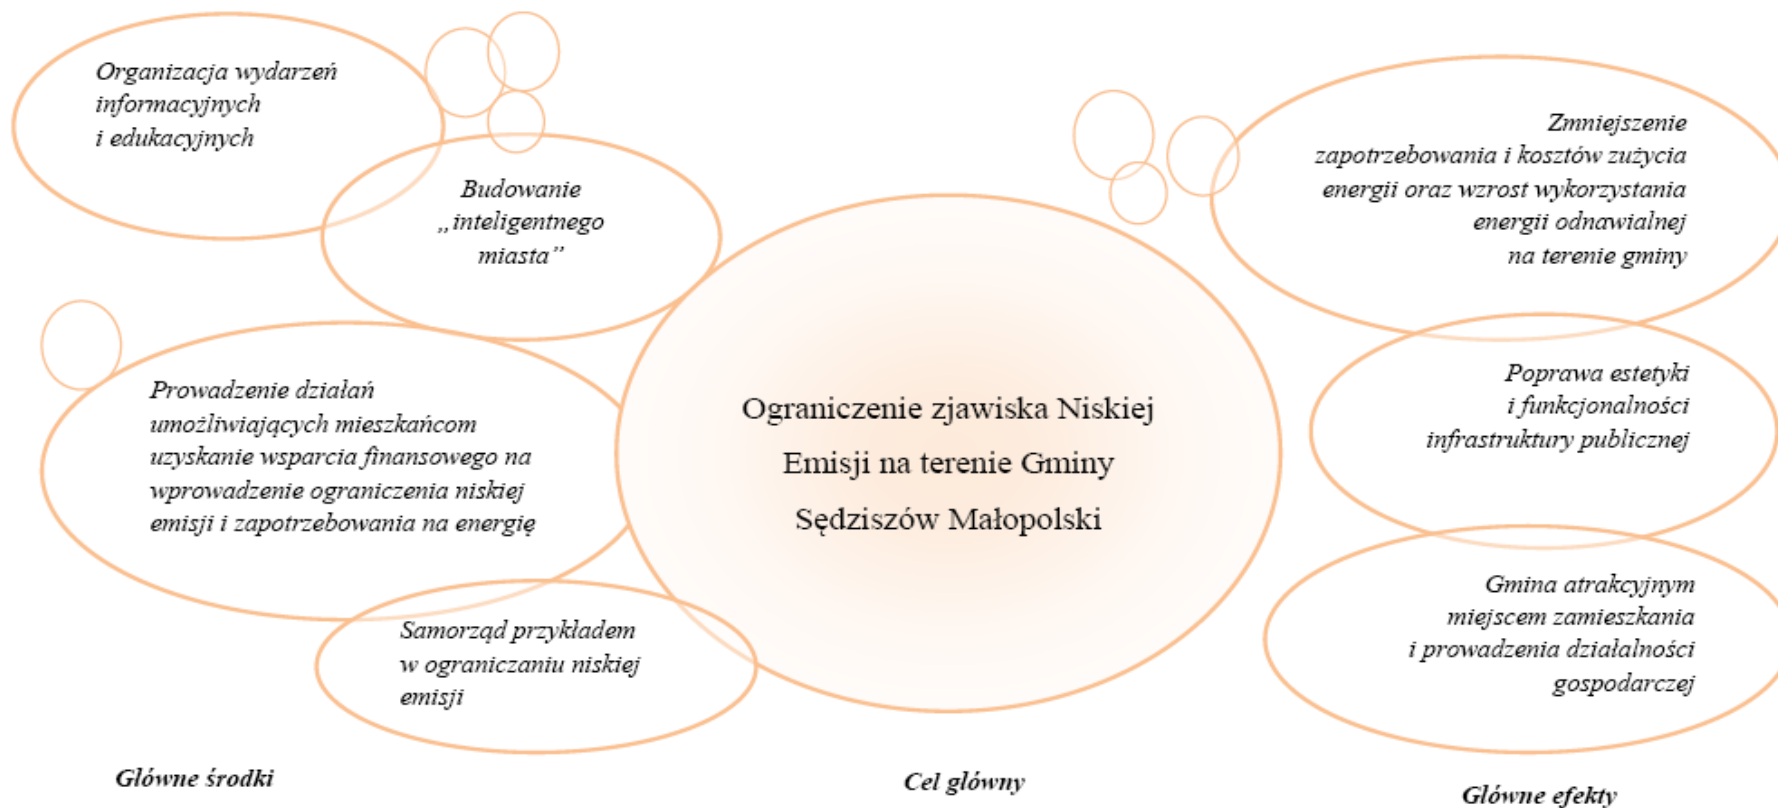 Organizacja wydarzeń
informacyjnych
i edukacyjnych
Budowanie
„inteligentnego
miasta”
Prowadzenie działań
umożliwiających mieszkańcom
uzyskanie wsparcia finansowego na
wprowadzenie ograniczenia niskiej
emisji i zapotrzebowania na energię
Samorząd przykładem
w ograniczaniu niskiej
emisji
Główne środki
Ograniczenie zjawiska Niskiej
Emisji na terenie Gminy
Sędziszów Małopolski
Cel główny
Zmniejszenie
zapotrzebowania i kosztów zużycia
energii oraz wzrost wykorzystania
energii odnawialnej
na terenie gminy
Poprawa estetyki
i funkcjonalności
infrastruktury publicznej
Gmina atrakcyjnym
miejscem zamieszkania
i prowadzenia działalności
gospodarczej
Główne efekty